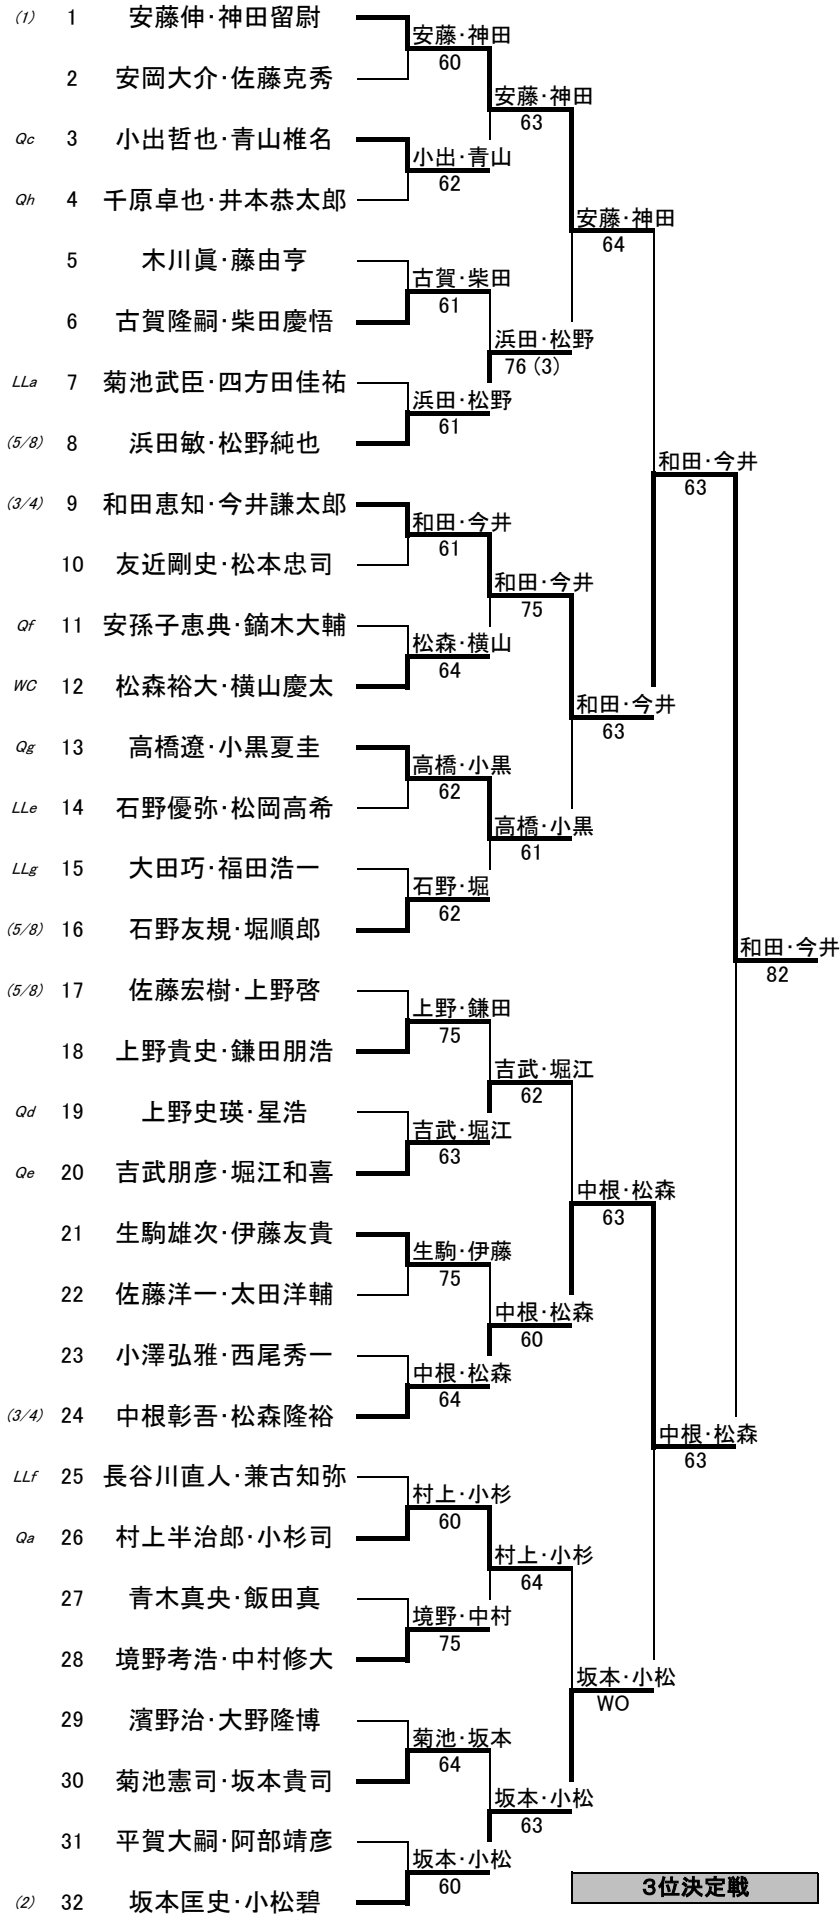 (1) 1 安藤伸・神田留尉
安藤・神田
60
2 安岡大介・佐藤克秀
安藤・神田
63
Qc 3 小出哲也・青山椎名
小出・青山
62
Qh 4 千原卓也・井本恭太郎
安藤・神田
64
5 木川眞・藤由亨
古賀・柴田
61
6 古賀隆嗣・柴田慶悟
浜田・松野
76 (3)
LLa 7 菊池武臣・四方田佳祐
浜田・松野
61
(5/8) 8 浜田敏・松野純也
和田・今井
63
(3/4) 9 和田恵知・今井謙太郎
和田・今井
61
10 友近剛史・松本忠司
和田・今井
75
Qf 11 安孫子恵典・鏑木大輔
松森・横山
64
WC 12 松森裕大・横山慶太
和田・今井
63
Qg 13 高橋遼・小黒夏圭
高橋・小黒
62
LLe 14 石野優弥・松岡高希
高橋・小黒
61
LLg 15 大田巧・福田浩一
石野・堀
62
(5/8) 16 石野友規・堀順郎
和田・今井
82
(5/8) 17 佐藤宏樹・上野啓
上野・鎌田
75
18 上野貴史・鎌田朋浩
吉武・堀江
62
Qd 19 上野史瑛・星浩
吉武・堀江
63
Qe 20 吉武朋彦・堀江和喜
中根・松森
63
21 生駒雄次・伊藤友貴
生駒・伊藤
75
22 佐藤洋一・太田洋輔
中根・松森
60
23 小澤弘雅・西尾秀一
中根・松森
64
(3/4) 24 中根彰吾・松森隆裕
中根・松森
63
LLf 25 長谷川直人・兼古知弥
村上・小杉
60
Qa 26 村上半治郎・小杉司
村上・小杉
64
27 青木真央・飯田真
境野・中村
75
28 境野考浩・中村修大
坂本・小松
WO
29 濱野治・大野隆博
菊池・坂本
64
30 菊池憲司・坂本貴司
坂本・小松
63
31 平賀大嗣・阿部靖彦
坂本・小松
60
(2) 32 坂本匡史・小松碧
3位決定戦